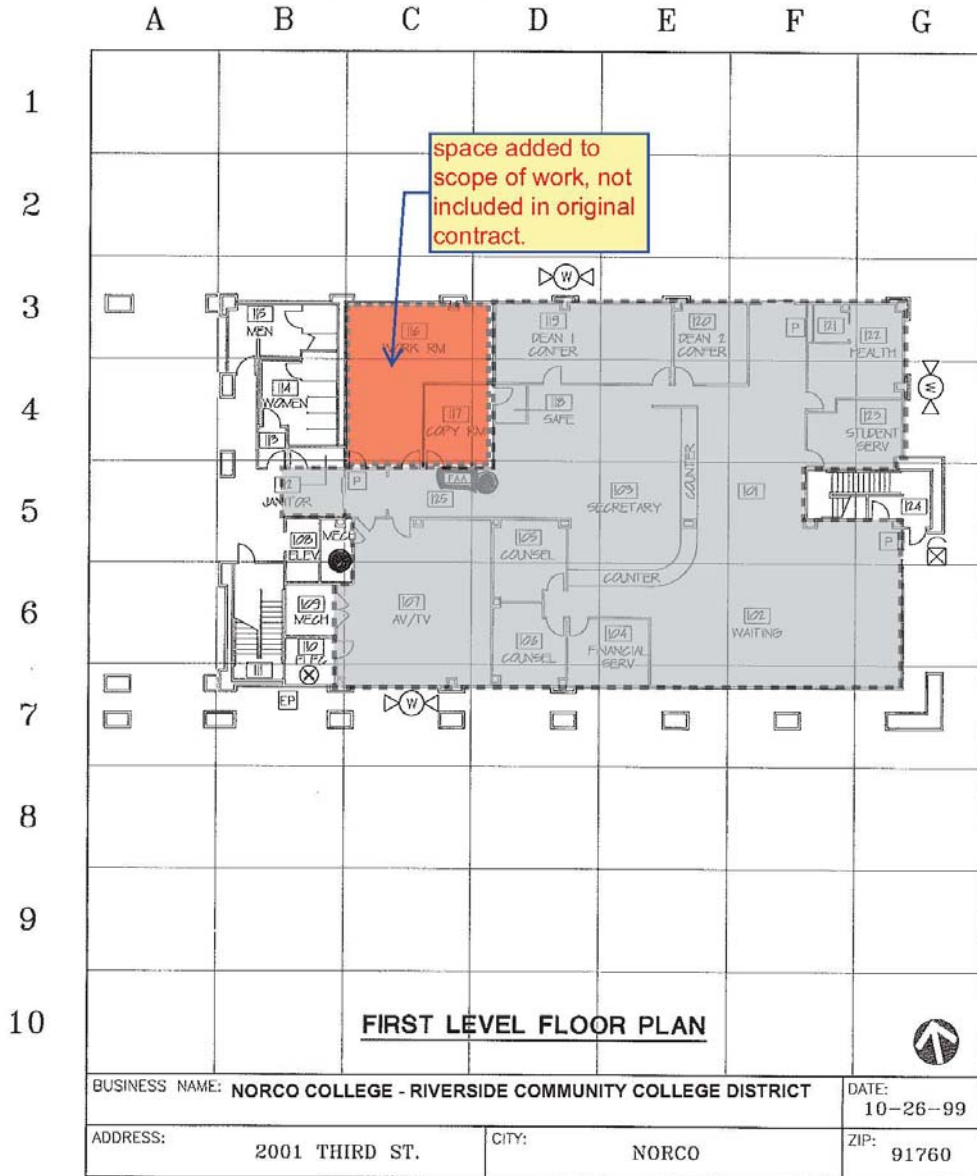 A B C D E F G
1
2
3
4
5
6
7
8
9
10
space added to
scope of work, not
included in original
contract.
W
115
MEN
116
WORK RM
119
DEAN 1
CONFER
120
DEAN 2
CONFER
P
121
122
HEALTH
W
114
WOMEN
117
COPY RM
118
SAFE
123
STUDENT
SERV
113
COUNTER
112
JANITOR
P
FAA
125
103
SECRETARY
101
124
108
ELEV
MECH
105
COUNSEL
P
COUNTER
109
MECH
107
AV/TV
102
WAITING
110
ELEC
106
COUNSEL
104
FINANCIAL
SERV
111
EP
W
FIRST LEVEL FLOOR PLAN
BUSINESS NAME: NORCO COLLEGE - RIVERSIDE COMMUNITY COLLEGE DISTRICT
DATE:
10-26-99
ADDRESS:
2001 THIRD ST.
CITY:
NORCO
ZIP:
91760